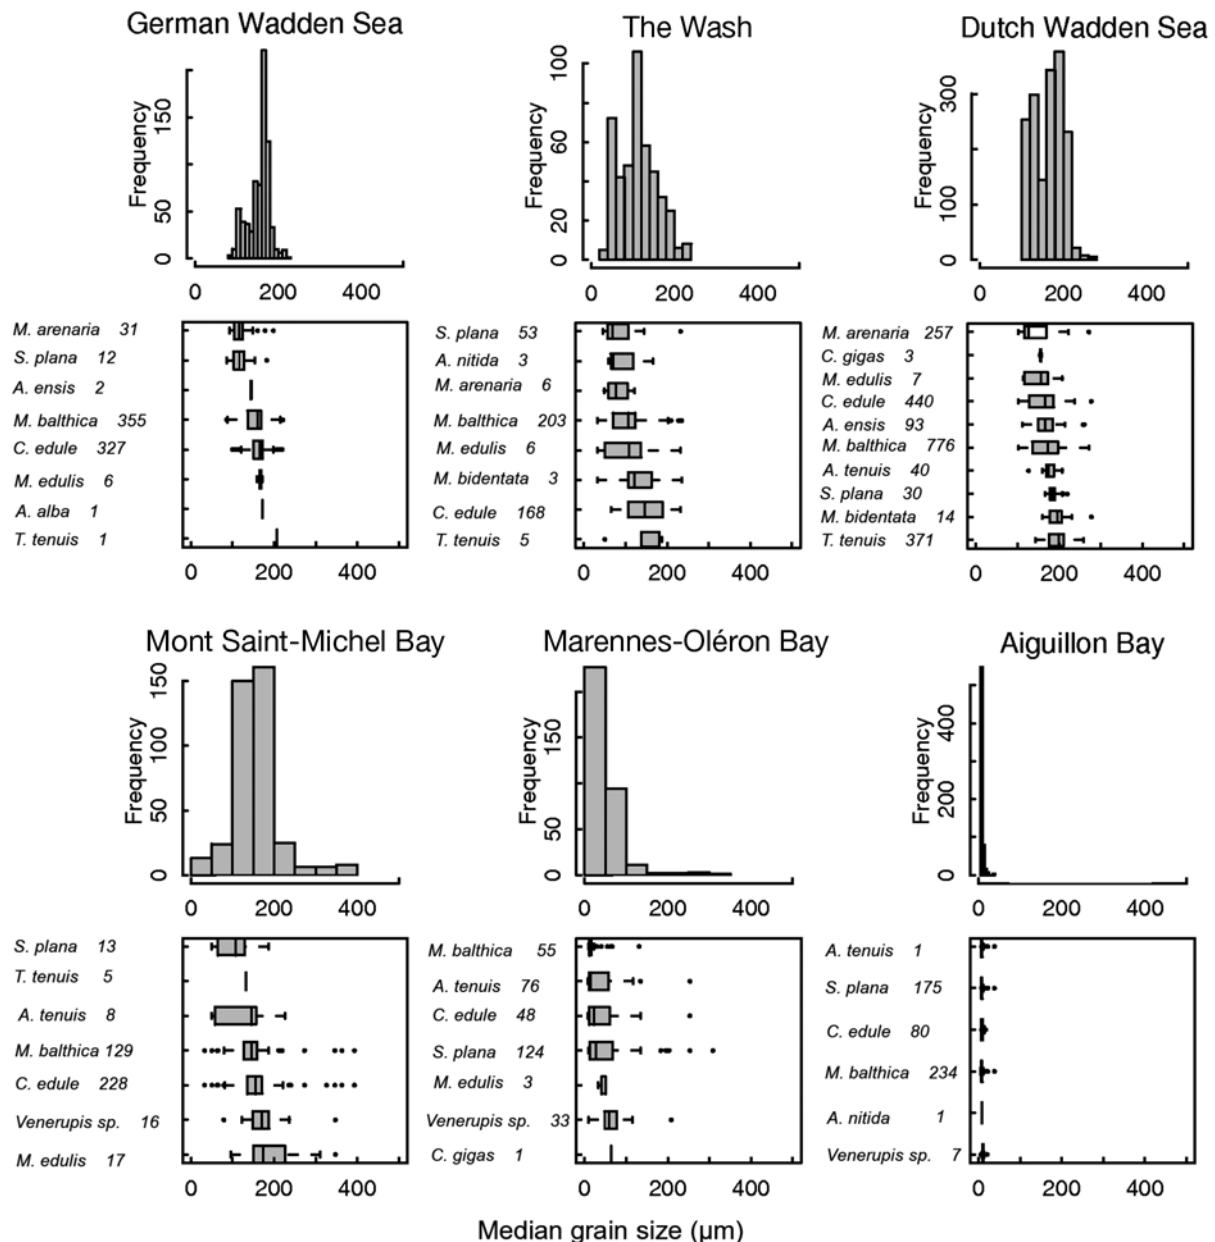 German Wadden Sea
The Wash
Dutch Wadden Sea
Frequency
0 50 150
0 200 400
Frequency
0 20 60 100
0 200 400
Frequency
0 100 300
0 200 400
M. arenaria 31
S. plana 12
A. ensis 2
M. balthica 355
C. edule 327
M. edulis 6
A. alba 1
T. tenuis 1
0 200 400
S. plana 53
A. nitida 3
M. arenaria 6
M. balthica 203
M. edulis 6
M. bidentata 3
C. edule 168
T. tenuis 5
0 200 400
M. arenaria 257
C. gigas 3
M. edulis 7
C. edule 440
A. ensis 93
M. balthica 776
A. tenuis 40
S. plana 30
M. bidentata 14
T. tenuis 371
0 200 400
Mont Saint-Michel Bay
Marennes-Oléron Bay
Aiguillon Bay
Frequency
0 50 100 150
0 200 400
Frequency
0 50 150
0 200 400
Frequency
0 200 400
0 200 400
S. plana 13
T. tenuis 5
A. tenuis 8
M. balthica 129
C. edule 228
Venerupis sp. 16
M. edulis 17
0 200 400
M. balthica 55
A. tenuis 76
C. edule 48
S. plana 124
M. edulis 3
Venerupis sp. 33
C. gigas 1
0 200 400
A. tenuis 1
S. plana 175
C. edule 80
M. balthica 234
A. nitida 1
Venerupis sp. 7
0 200 400
Median grain size (µm)